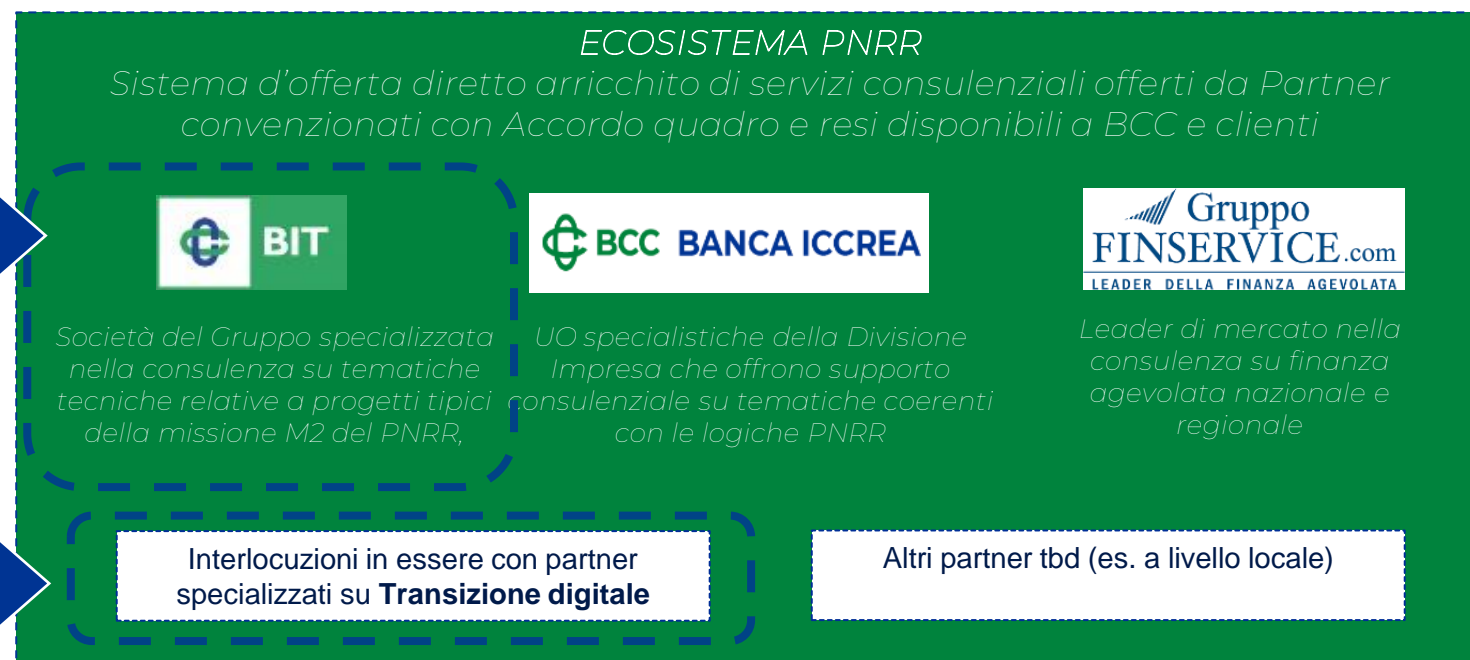 ECOSISTEMA PNRR
Sistema d'offerta diretto arricchito di servizi consulenziali offerti da Partner
convenzionati con Accordo quadro e resi disponibili a BCC e clienti
BIT
Società del Gruppo specializzata
nella consulenza su tematiche
tecniche relative a progetti tipici
della missione M2 del PNRR,
BCC BANCA ICCREA
UO specialistiche della Divisione
Impresa che offrono supporto
consulenziale su tematiche coerenti
con le logiche PNRR
Gruppo
FINSERVICE.com
LEADER DELLA FINANZA AGEVOLATA
Leader di mercato nella
consulenza su finanza
agevolata nazionale e
regionale
Interlocuzioni in essere con partner
specializzati su Transizione digitale
Altri partner tbd (es. a livello locale)